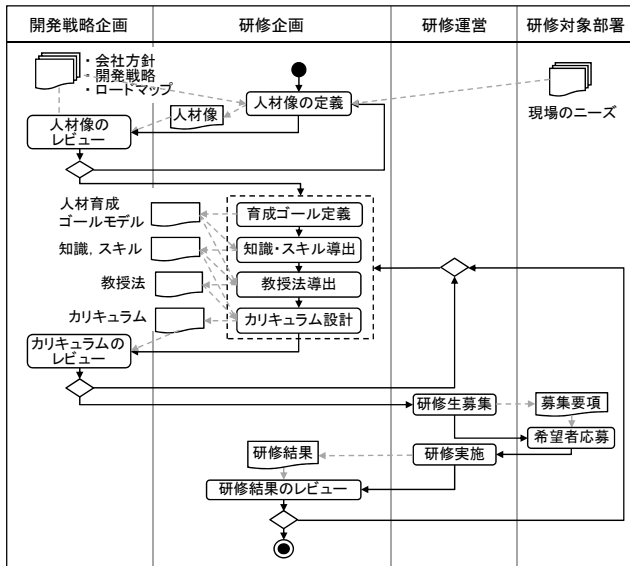 開発戦略企画
研修企画
研修運営
研修対象部署
・会社方針
・開発戦略
・ロードマップ
人材像の定義
現場のニーズ
人材像
人材像の
レビュー
人材育成
ゴールモデル
育成ゴール定義
知識，スキル
知識・スキル導出
教授法
教授法導出
カリキュラム
カリキュラム設計
カリキュラムの
レビュー
研修生募集
募集要項
希望者応募
研修結果
研修実施
研修結果のレビュー